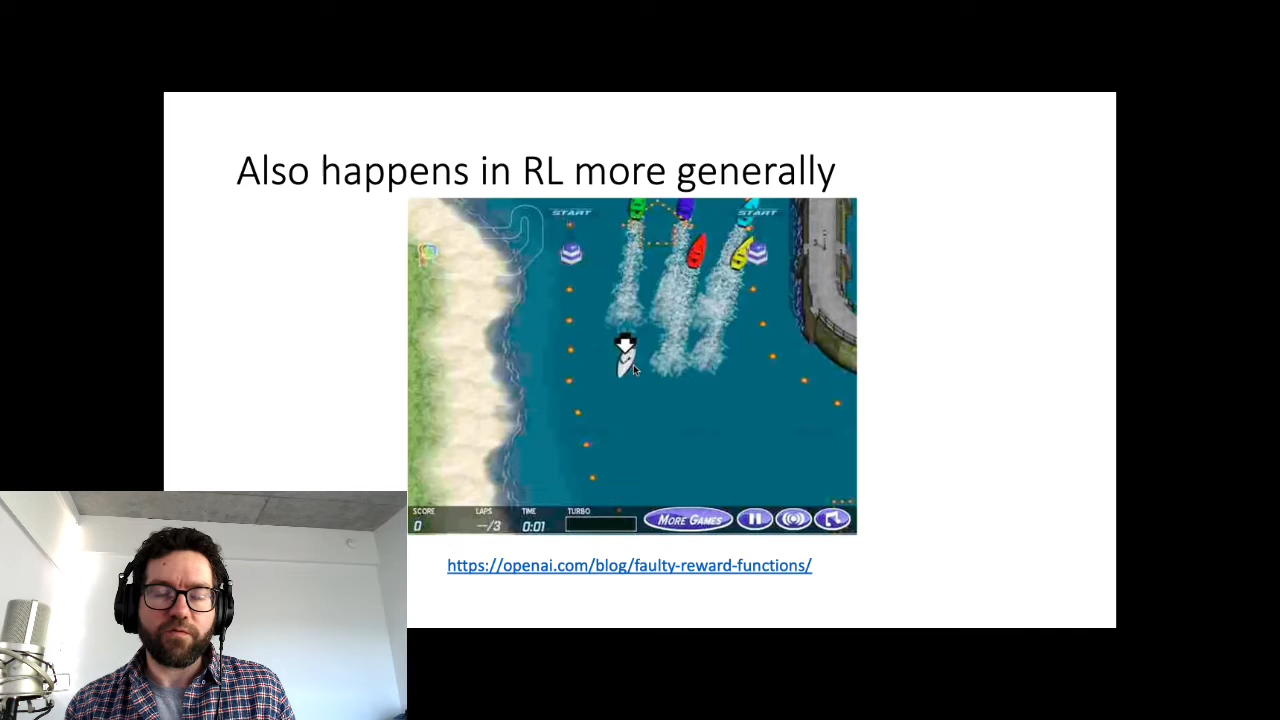 Also happens in RL more generally
START START
SCORE LAPS TIME TURBO
0 --/3 0:01 MORE GAMES
https://openai.com/blog/faulty-reward-functions/